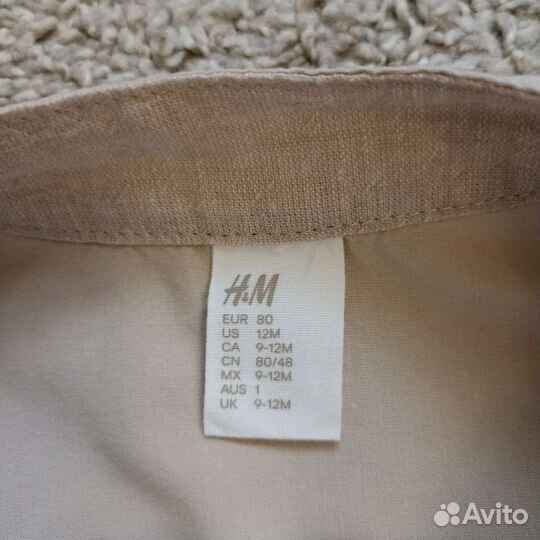 H&M
EUR 80
US 12M
CA 9-12M
CN 80/48
MX 9-12M
AUS 1
UK 9-12M
Avito